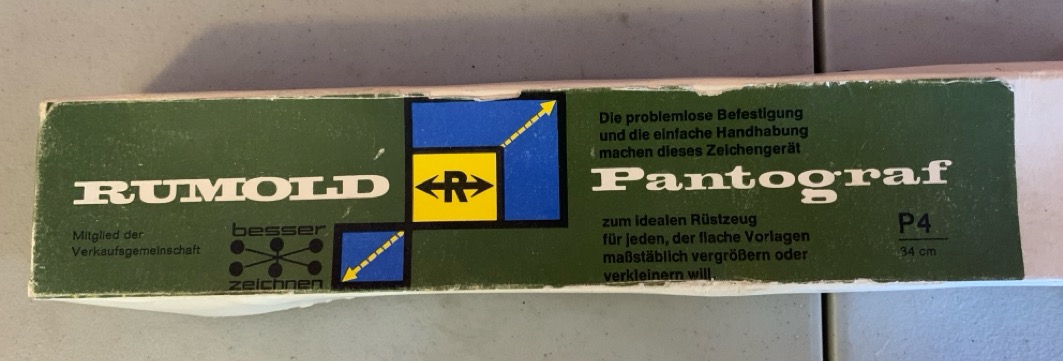 RUMOLD
Mitglied der
Verkaufsgemeinschaft
besser
zeichnen
R
Die problemlose Befestigung
und die einfache Handhabung
machen dieses Zeichengerät
Pantograf
zum idealen Rüstzeug
für jeden, der flache Vorlagen
maßstäblich vergrößern oder
verkleinern will.
P4
34 cm